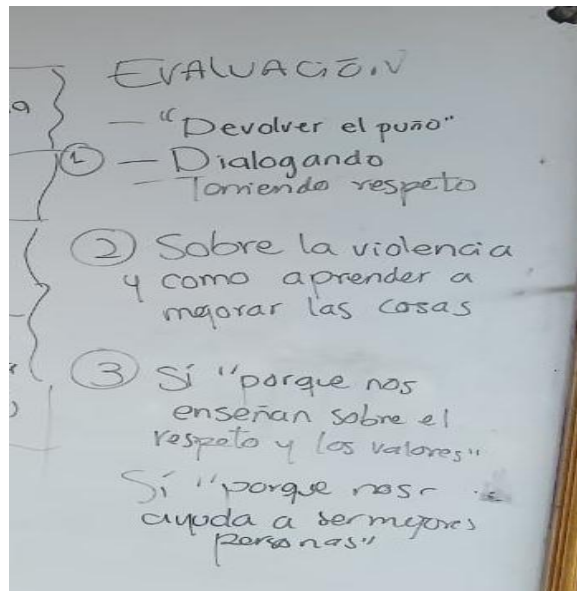 EVALUACIÓN
— "Devolver el puño"
① — Dialogando
— Tomiendo respeto
② Sobre la violencia
y como aprender a
mejorar las cosas
③ Sí "porque nos
enseñan sobre el
respeto y los valores"
Sí "porque nos
ayuda a ser mejores
personas"